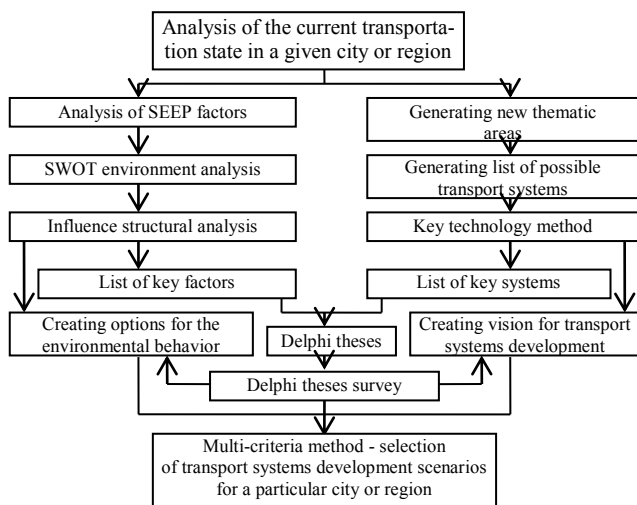 Analysis of the current transporta-
tion state in a given city or region
Analysis of SEEP factors
Generating new thematic
areas
SWOT environment analysis
Generating list of possible
transport systems
Influence structural analysis
Key technology method
List of key factors
List of key systems
Creating options for the
environmental behavior
Delphi theses
Creating vision for transport
systems development
Delphi theses survey
Multi-criteria method - selection
of transport systems development scenarios
for a particular city or region